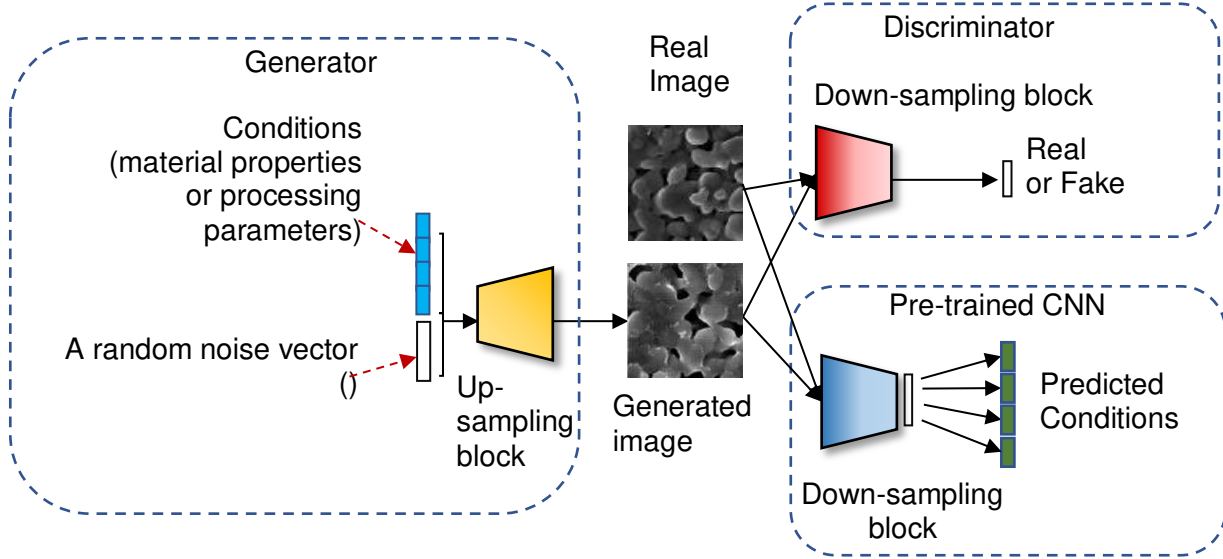 Generator
Conditions
(material properties
or processing
parameters)
A random noise vector
()
Up-
sampling
block
Real
Image
Generated
image
Discriminator
Down-sampling block
Real
or Fake
Pre-trained CNN
Predicted
Conditions
Down-sampling
block